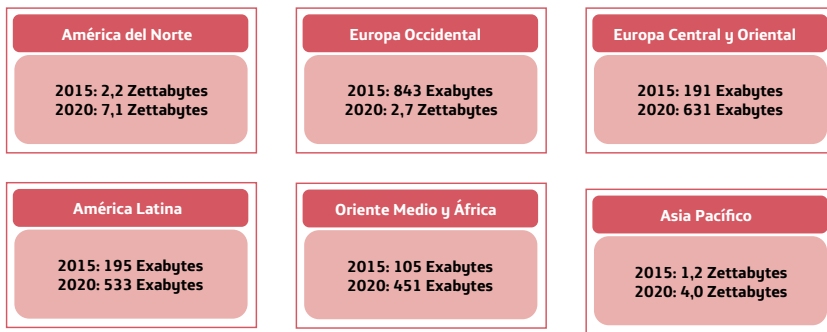 América del Norte
2015: 2,2 Zettabytes
2020: 7,1 Zettabytes
Europa Occidental
2015: 843 Exabytes
2020: 2,7 Zettabytes
Europa Central y Oriental
2015: 191 Exabytes
2020: 631 Exabytes
América Latina
2015: 195 Exabytes
2020: 533 Exabytes
Oriente Medio y África
2015: 105 Exabytes
2020: 451 Exabytes
Asia Pacífico
2015: 1,2 Zettabytes
2020: 4,0 Zettabytes